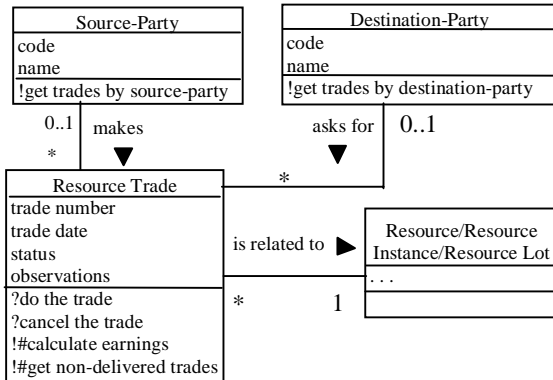 Source-Party
code
name
!get trades by source-party
Destination-Party
code
name
!get trades by destination-party
0..1
makes
*
asks for
0..1
*
Resource Trade
trade number
trade date
status
observations
?do the trade
?cancel the trade
!#calculate earnings
!#get non-delivered trades
is related to
*
1
Resource/Resource
Instance/Resource Lot
. . .